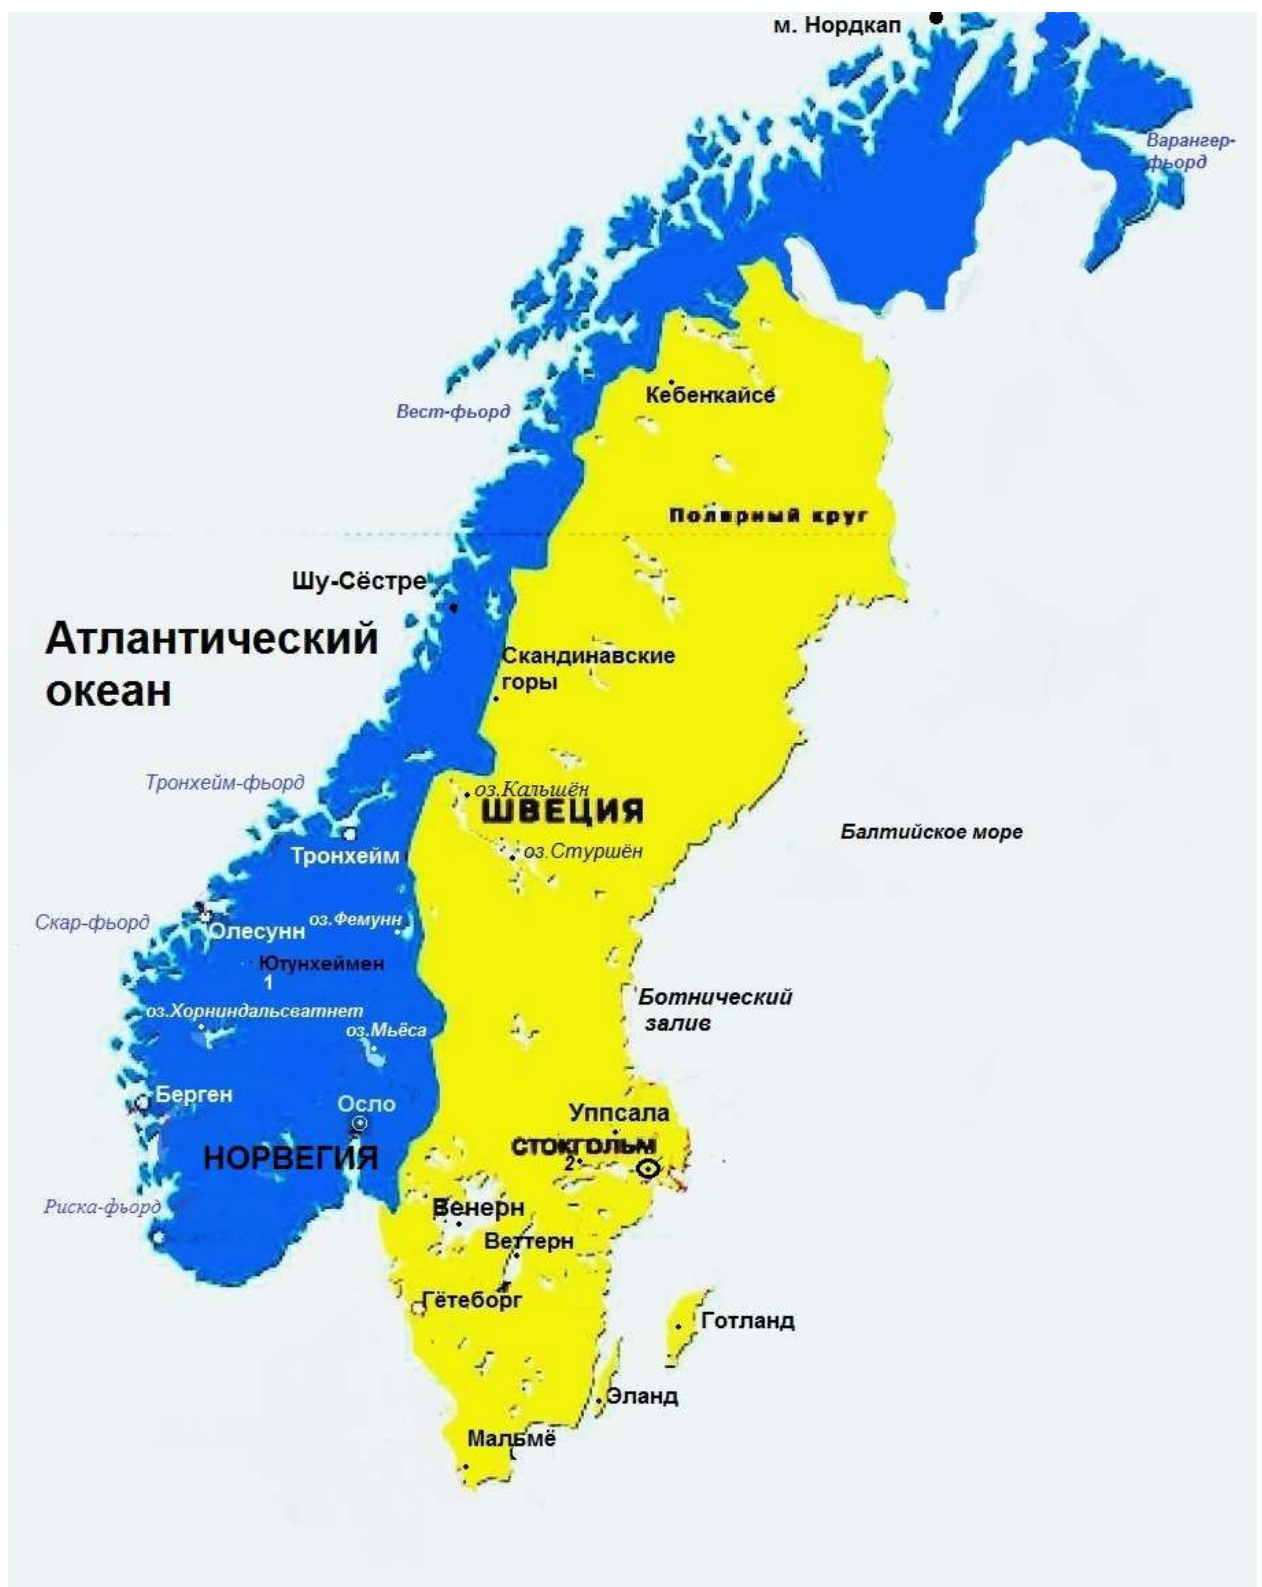 м. Нордкап
Варангер-
фьорд
Кебенкайсе
Вест-фьорд
Полярный круг
Шу-Сёстре
Атлантический
океан
Скандинавские
горы
Тронхейм-фьорд
оз.Кальшён
ШВЕЦИЯ
Балтийское море
оз.Стуршён
Тронхейм
Скар-фьорд
оз.Фемунн
Олесунн
Ютунхеймен
1
Ботнический
залив
оз.Хорниндальсватнет
оз.Мьёса
Берген
Осло
Уппсала
СТОКГОЛЬМ
2
НОРВЕГИЯ
Риска-фьорд
Венерн
Веттерн
Гётеборг
Готланд
Эланд
Мальмё